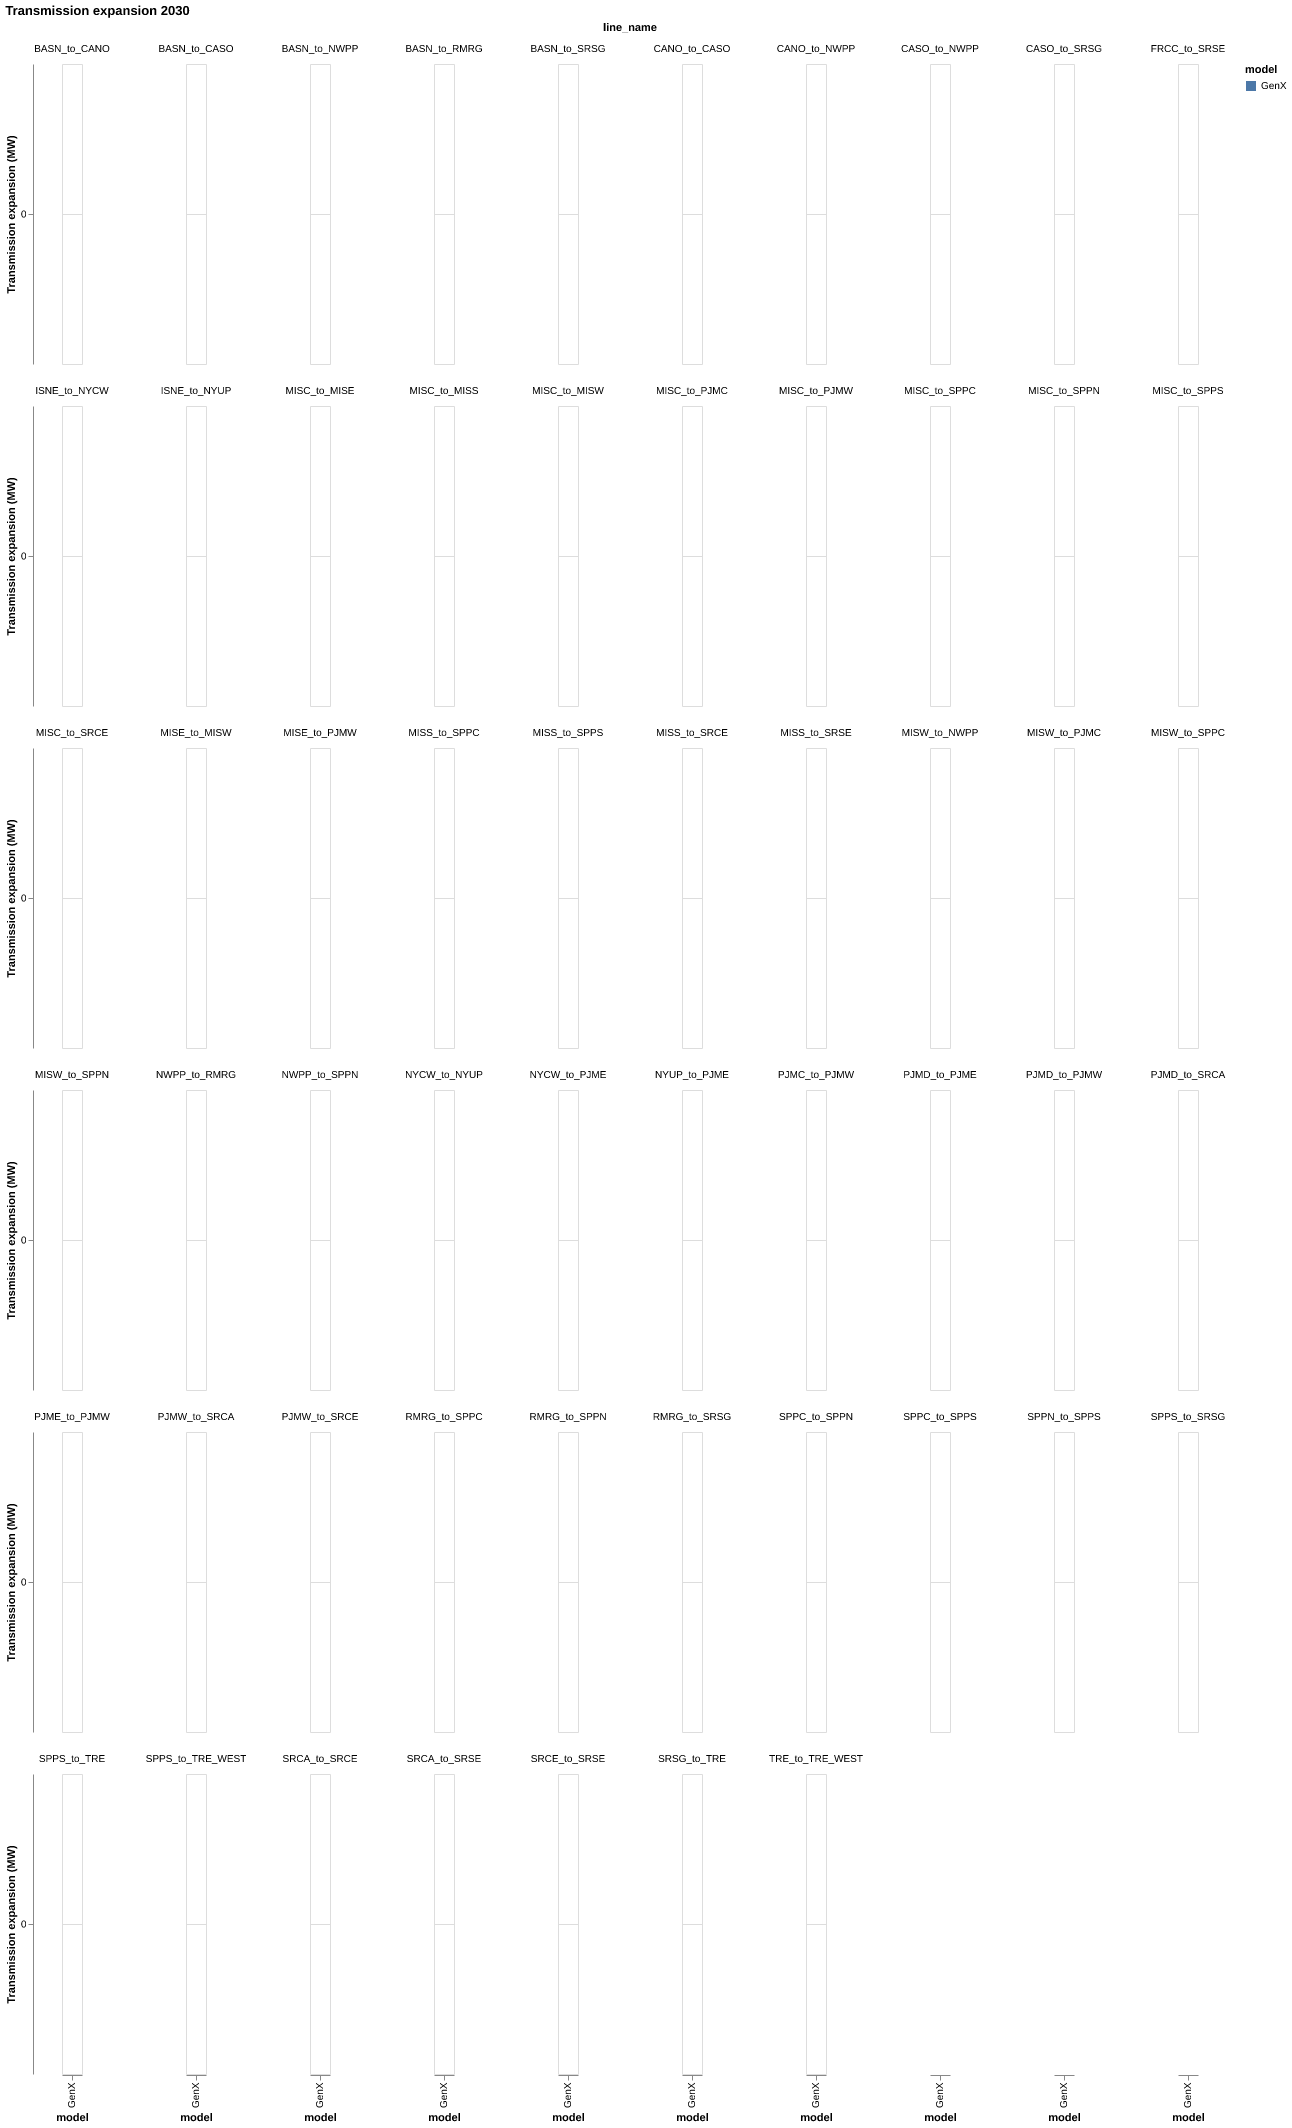 Transmission expansion 2030
line_name
BASN_to_CANO BASN_to_CASO BASN_to_NWPP BASN_to_RMRG BASN_to_SRSG CANO_to_CASO CANO_to_NWPP CASO_to_NWPP CASO_to_SRSG FRCC_to_SRSE
model
GenX
Transmission expansion (MW)
0
ISNE_to_NYCW ISNE_to_NYUP MISC_to_MISE MISC_to_MISS MISC_to_MISW MISC_to_PJMC MISC_to_PJMW MISC_to_SPPC MISC_to_SPPN MISC_to_SPPS
Transmission expansion (MW)
0
MISC_to_SRCE MISE_to_MISW MISE_to_PJMW MISS_to_SPPC MISS_to_SPPS MISS_to_SRCE MISS_to_SRSE MISW_to_NWPP MISW_to_PJMC MISW_to_SPPC
Transmission expansion (MW)
0
MISW_to_SPPN NWPP_to_RMRG NWPP_to_SPPN NYCW_to_NYUP NYCW_to_PJME NYUP_to_PJME PJMC_to_PJMW PJMD_to_PJME PJMD_to_PJMW PJMD_to_SRCA
Transmission expansion (MW)
0
PJME_to_PJMW PJMW_to_SRCA PJMW_to_SRCE RMRG_to_SPPC RMRG_to_SPPN RMRG_to_SRSG SPPC_to_SPPN SPPC_to_SPPS SPPN_to_SPPS SPPS_to_SRSG
Transmission expansion (MW)
0
SPPS_to_TRE SPPS_to_TRE_WEST SRCA_to_SRCE SRCA_to_SRSE SRCE_to_SRSE SRSG_to_TRE TRE_to_TRE_WEST
Transmission expansion (MW)
0
GenX GenX GenX GenX GenX GenX GenX GenX GenX GenX
model model model model model model model model model model